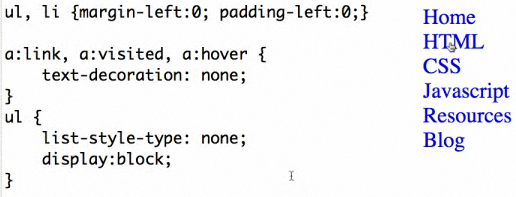 ul, li {margin-left:0; padding-left:0;}
a:link, a:visited, a:hover {
text-decoration: none;
}
ul {
list-style-type: none;
display:block;
}
Home
HTML
CSS
Javascript
Resources
Blog